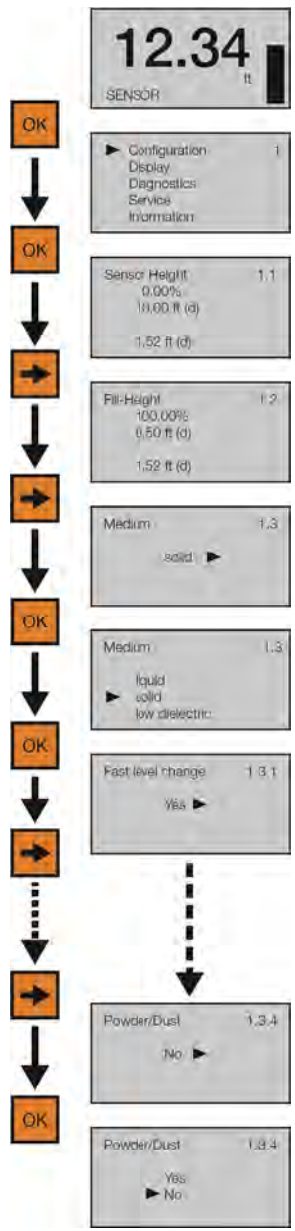 12.34
ft
SENSOR
OK
Configuration 1
Display
Diagnostics
Service
Information
OK
Sensor Height 1.1
0.00%
10.00 ft (d)
1.52 ft (d)
Fill-Height 1.2
100.00%
0.50 ft (d)
1.52 ft (d)
Medium 1.3
solid
OK
Medium 1.3
liquid
solid
low dielectric
OK
Fast level change 1.3.1
Yes
Powder/Dust 1.3.4
No
OK
Powder/Dust 1.3.4
Yes
No